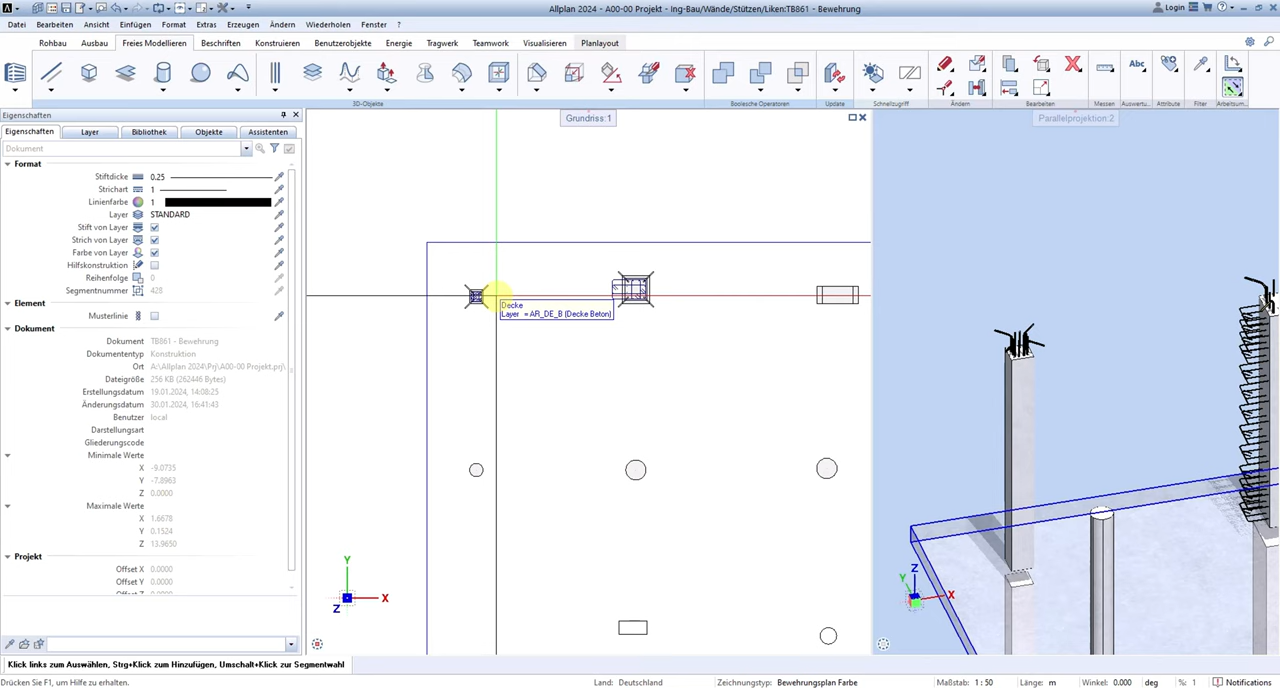 Allplan 2024 - A00-00 Projekt - Ing-Bau/Wände/Stützen/Liken:TB861 - Bewehrung
Login
Datei Bearbeiten Ansicht Einfügen Format Extras Erzeugen Ändern Wiederholen Fenster ?
Rohbau Ausbau Freies Modellieren Beschriften Konstruieren Benutzerobjekte Energie Tragwerk Teamwork Visualisieren Planlayout
Abc
3D-Objekte Boolesche Operatoren Update Schnellzugriff Ändern Bearbeiten Messen Auswertu... Attribute Filter Arbeitsum...
Eigenschaften
Eigenschaften Layer Bibliothek Objekte Assistenten
Dokument
Format
Stiftdicke 0.25
Strichart 1
Linienfarbe 1
Layer STANDARD
Stift von Layer
Strich von Layer
Farbe von Layer
Hilfskonstruktion
Reihenfolge 0
Segmentnummer 428
Element
Musterlinie
Dokument
Dokument TB861 - Bewehrung
Dokumententyp Konstruktion
Ort A:\Allplan 2024\Prj\A00-00 Projekt.prj\
Dateigröße 256 KB (262446 Bytes)
Erstellungsdatum 19.01.2024, 14:08:25
Änderungsdatum 30.01.2024, 16:41:43
Benutzer local
Darstellungsart
Gliederungscode
Minimale Werte
X -9.0735
Y -7.8963
Z 0.0000
Maximale Werte
X 1.6678
Y 0.1524
Z 13.9650
Projekt
Offset X 0.0000
Offset Y 0.0000
Grundriss:1
Decke
Layer = AR_DE_B (Decke Beton)
Y
X
Z
Parallelprojektion:2
Z
Y
X
Klick links zum Auswählen, Strg+Klick zum Hinzufügen, Umschalt+Klick zur Segmentwahl
Drücken Sie F1, um Hilfe zu erhalten. Land: Deutschland Zeichnungstyp: Bewehrungsplan Farbe Maßstab: 1 : 50 Länge: m Winkel: 0.000 deg %: 1 Notifications